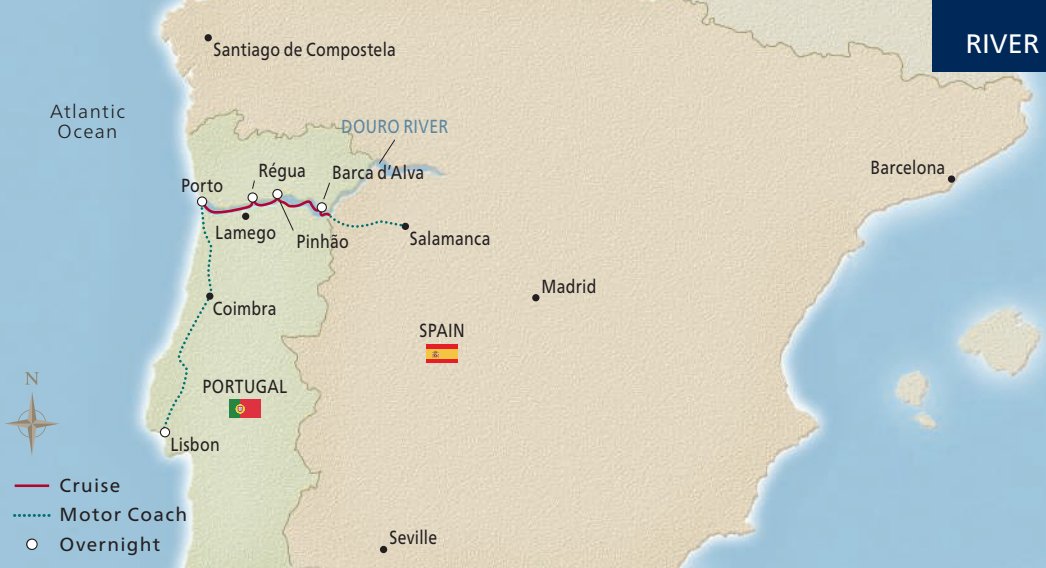 RIVER
Santiago de Compostela
Atlantic
Ocean
DOURO RIVER
Barcelona
Régua
Barca d’Alva
Porto
Lamego
Pinhão
Salamanca
Madrid
Coimbra
SPAIN
N
PORTUGAL
Lisbon
Cruise
Motor Coach
Overnight
Seville